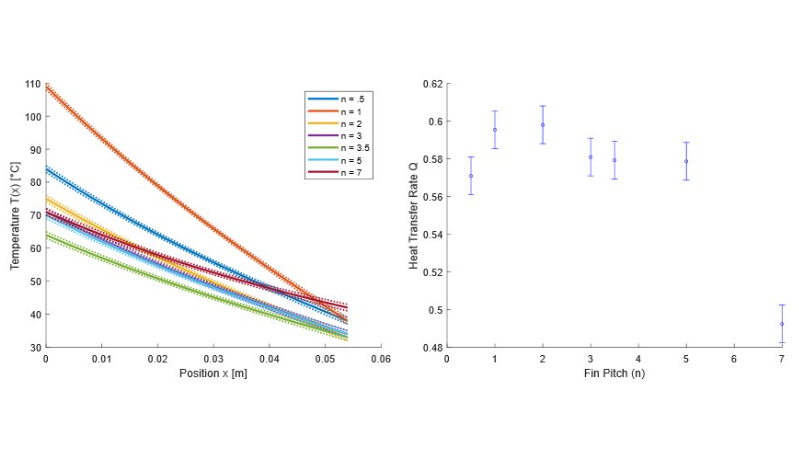 110
100
90
80
70
60
50
40
30
Temperature T(x) [°C]
0
0.01
0.02
0.03
0.04
0.05
0.06
Position x [m]
n = .5
n = 1
n = 2
n = 3
n = 3.5
n = 5
n = 7
0.62
0.6
0.58
0.56
0.54
0.52
0.5
0.48
Heat Transfer Rate Q
0
1
2
3
4
5
6
7
Fin Pitch (n)